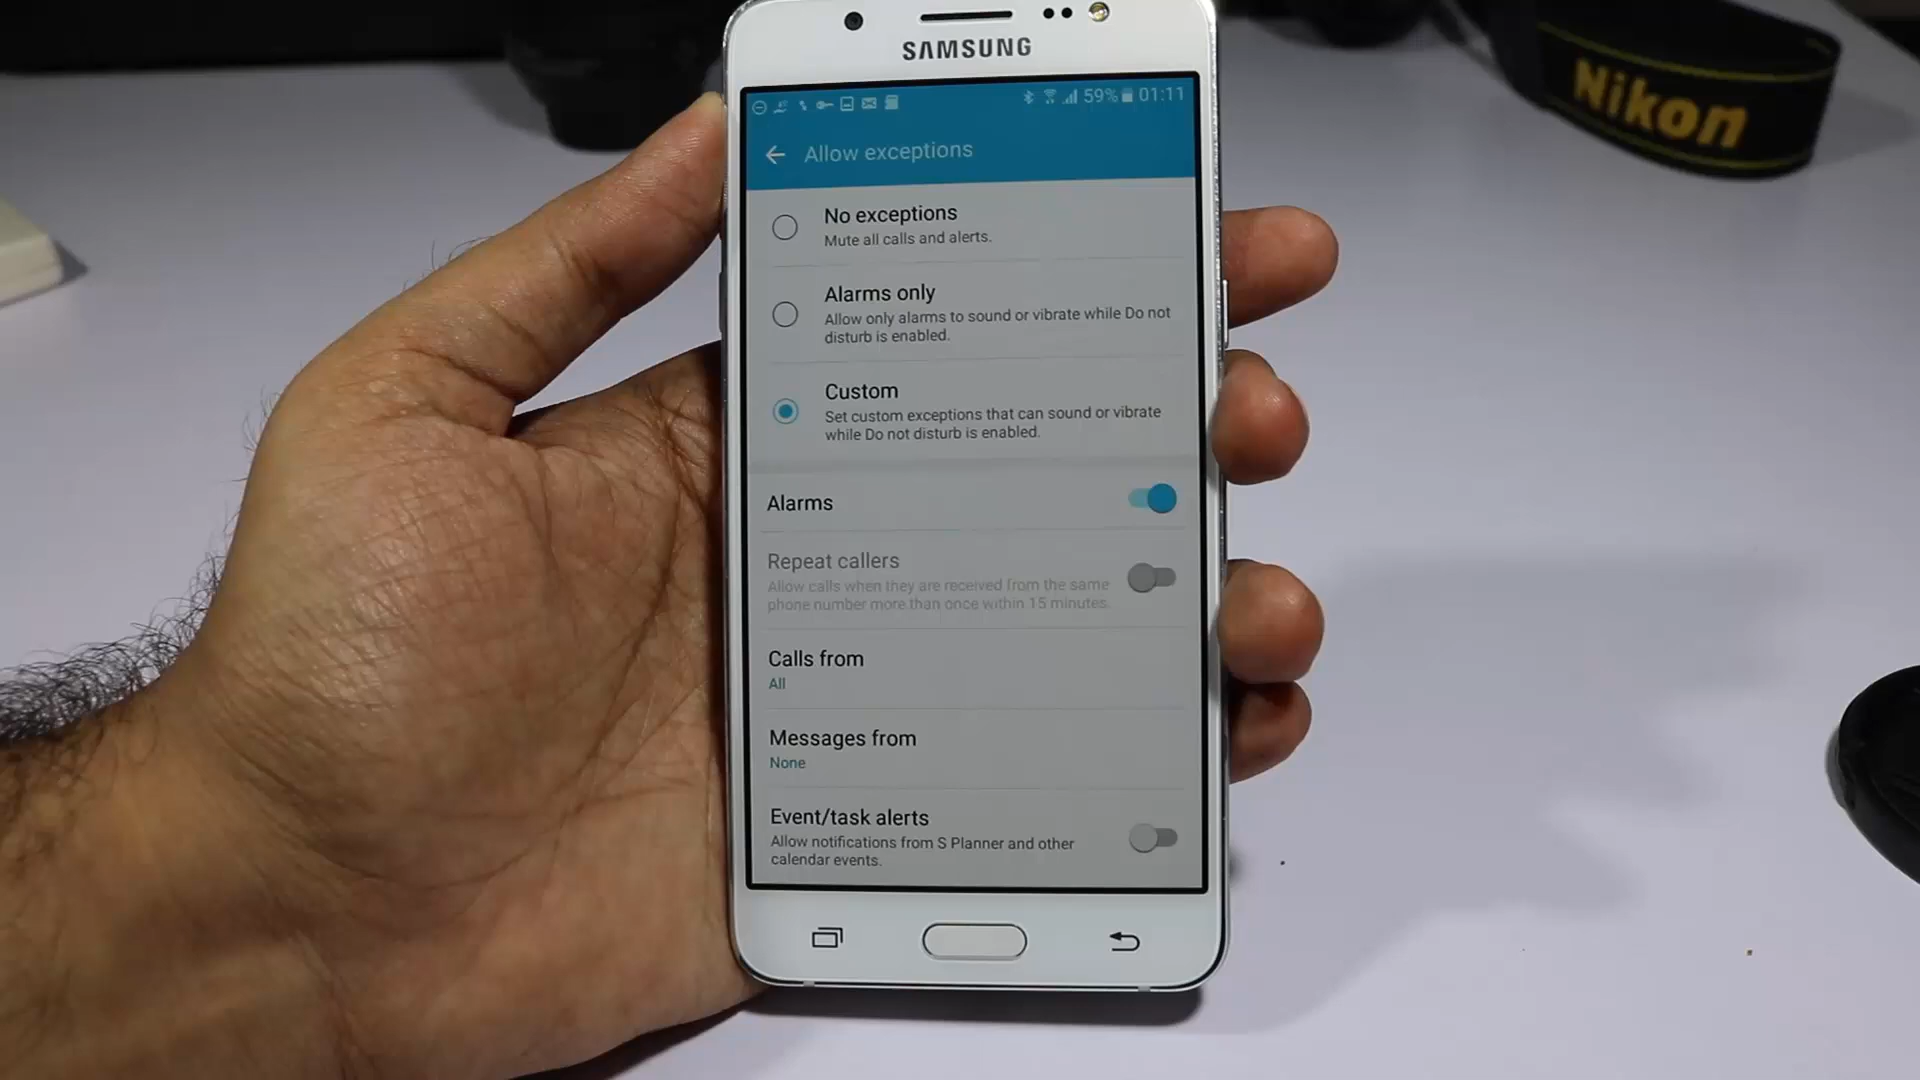 SAMSUNG
59% 01:11
Allow exceptions
No exceptions
Mute all calls and alerts.
Alarms only
Allow only alarms to sound or vibrate while Do not
disturb is enabled.
Custom
Set custom exceptions that can sound or vibrate
while Do not disturb is enabled.
Alarms
Repeat callers
Allow calls when they are received from the same
phone number more than once within 15 minutes.
Calls from
All
Messages from
None
Event/task alerts
Allow notifications from S Planner and other
calendar events.
Nikon